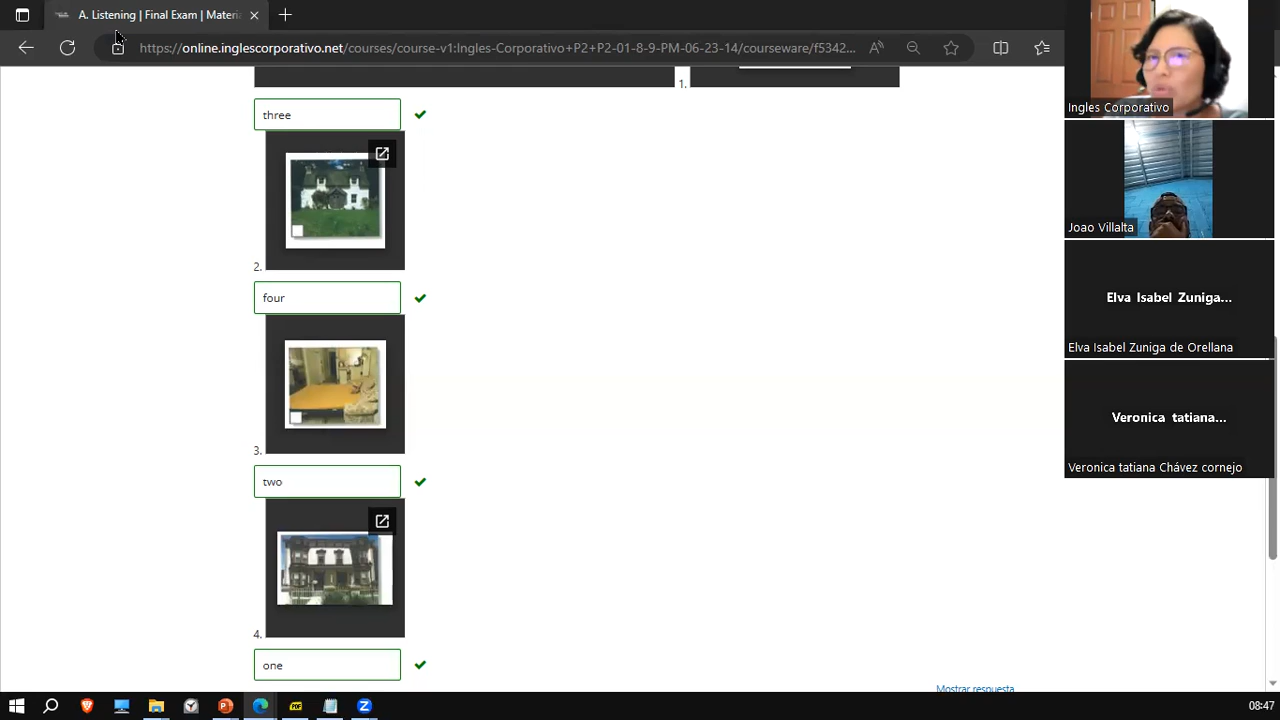 A. Listening | Final Exam | Materi
https://online.inglescorporativo.net/courses/course-v1:Ingles-Corporativo+P2+P2-01-8-9-PM-06-23-14/courseware/f5342...
1.
three
2.
four
3.
two
4.
one
Mostrar respuesta
Ingles Corporativo
Joao Villalta
Elva Isabel Zuniga...
Elva Isabel Zuniga de Orellana
Veronica tatiana...
Veronica tatiana Chávez cornejo
08:47